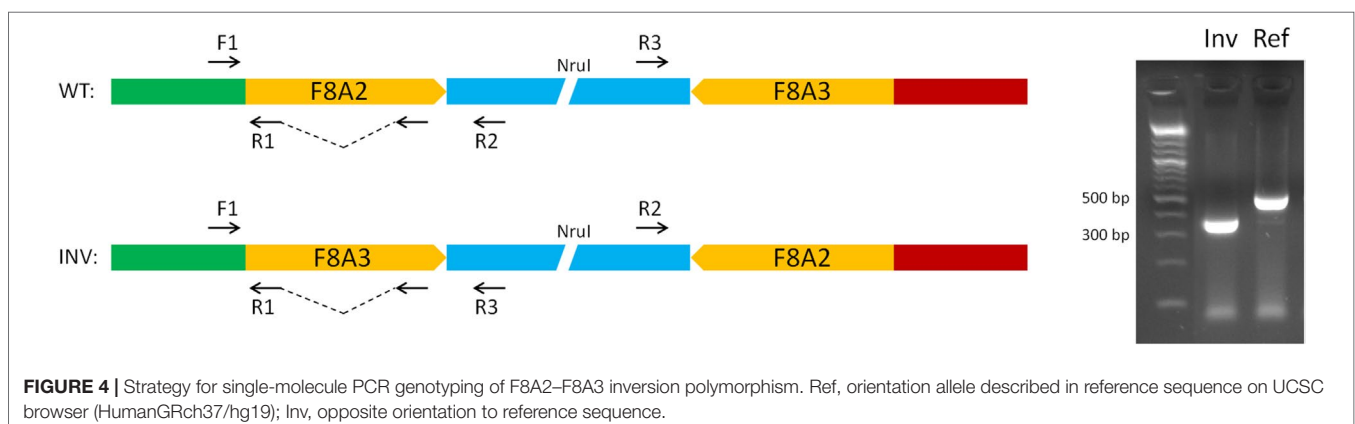 F1
R3
NruI
WT:
F8A2
F8A3
R1
R2
F1
R2
NruI
INV:
F8A3
F8A2
R1
R3
Inv Ref
500 bp
300 bp
FIGURE 4 | Strategy for single-molecule PCR genotyping of F8A2–F8A3 inversion polymorphism. Ref, orientation allele described in reference sequence on UCSC
browser (HumanGRch37/hg19); Inv, opposite orientation to reference sequence.